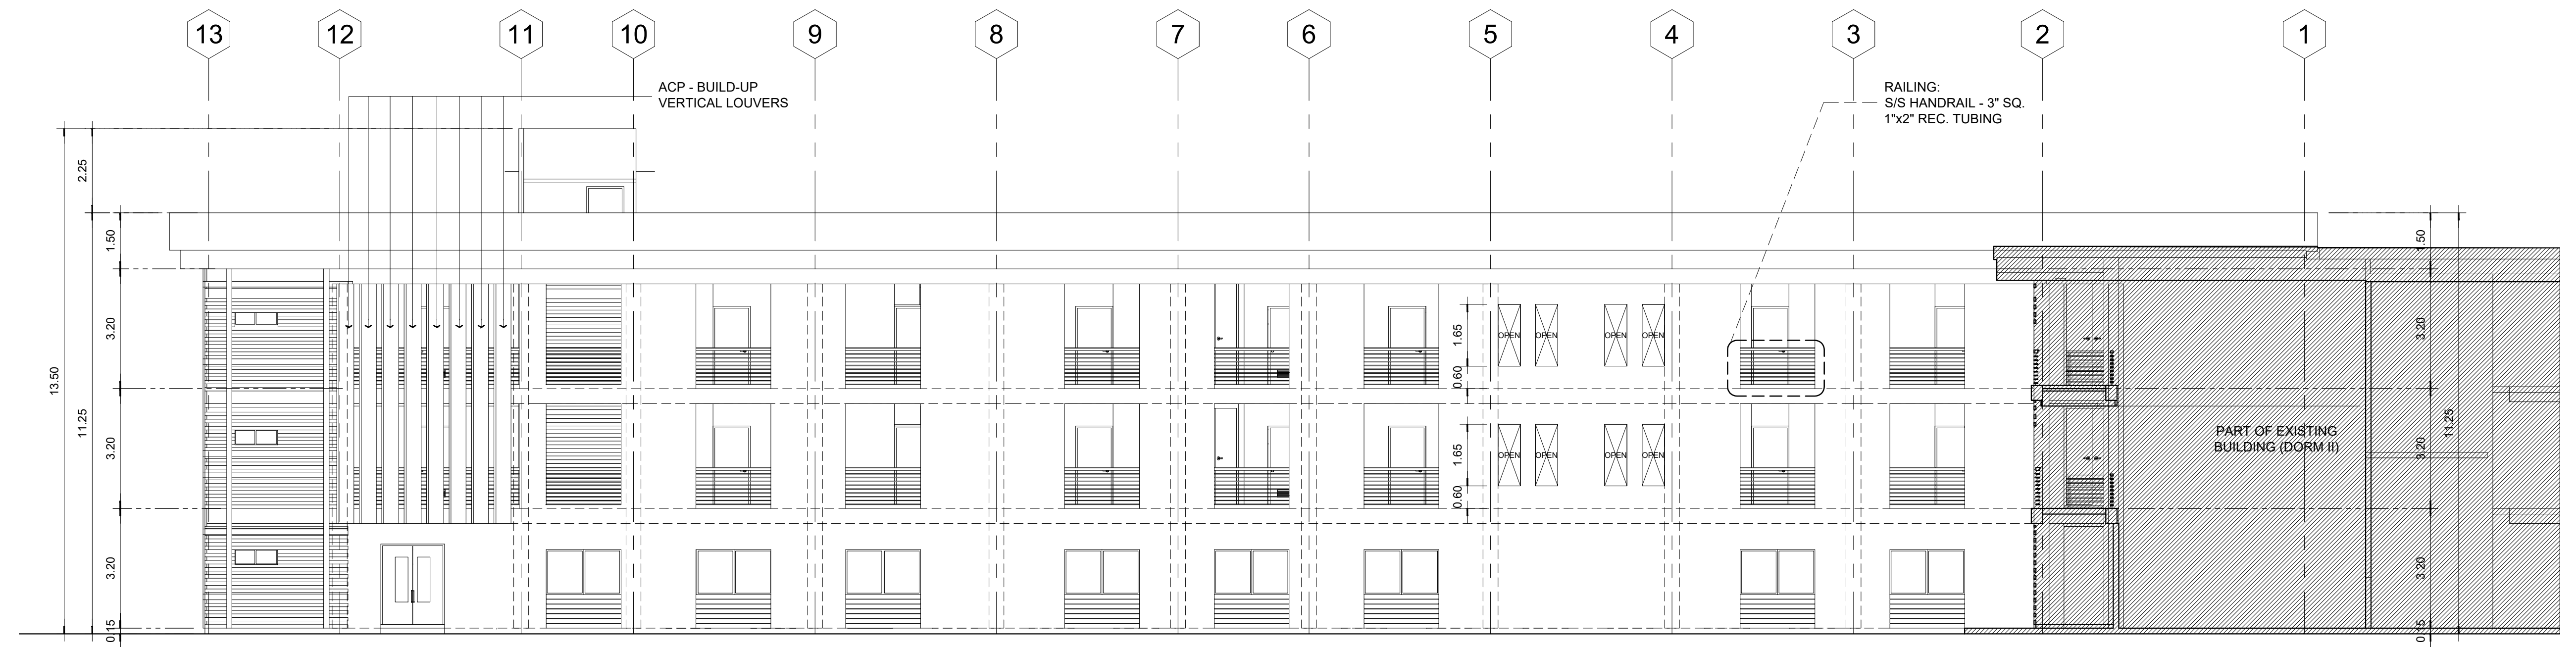 13 12 11 10 9 8 7 6 5 4 3 2 1
ACP - BUILD-UP
VERTICAL LOUVERS
RAILING:
S/S HANDRAIL - 3" SQ.
1"x2" REC. TUBING
2.25
1.50
3.20
3.20
3.20
0.15
11.25
13.50
1.65
0.60
OPEN OPEN OPEN OPEN
1.65
0.60
OPEN OPEN OPEN OPEN
PART OF EXISTING
BUILDING (DORM II)
1.50
3.20
3.20
3.20
0.15
11.25